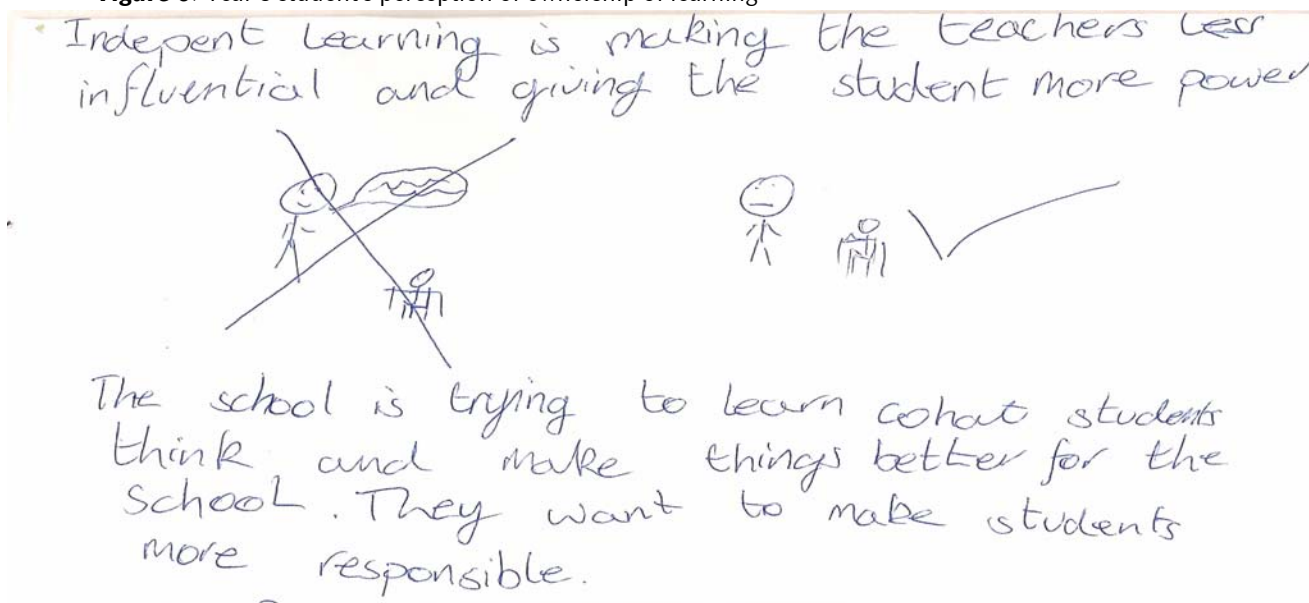 Indepent Learning is making the teachers less
influential and giving the student more power
The school is trying to learn what students
think, and make things better for the
school. They want to make students
more responsible.